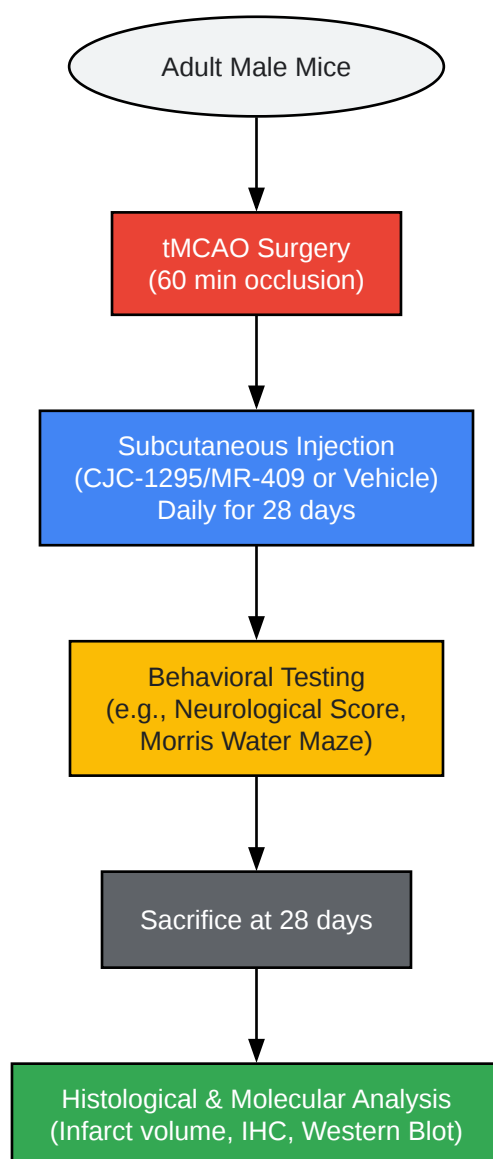 Adult Male Mice
tMCAO Surgery
(60 min occlusion)
Subcutaneous Injection
(CJC-1295/MR-409 or Vehicle)
Daily for 28 days
Behavioral Testing
(e.g., Neurological Score,
Morris Water Maze)
Sacrifice at 28 days
Histological & Molecular Analysis
(Infarct volume, IHC, Western Blot)